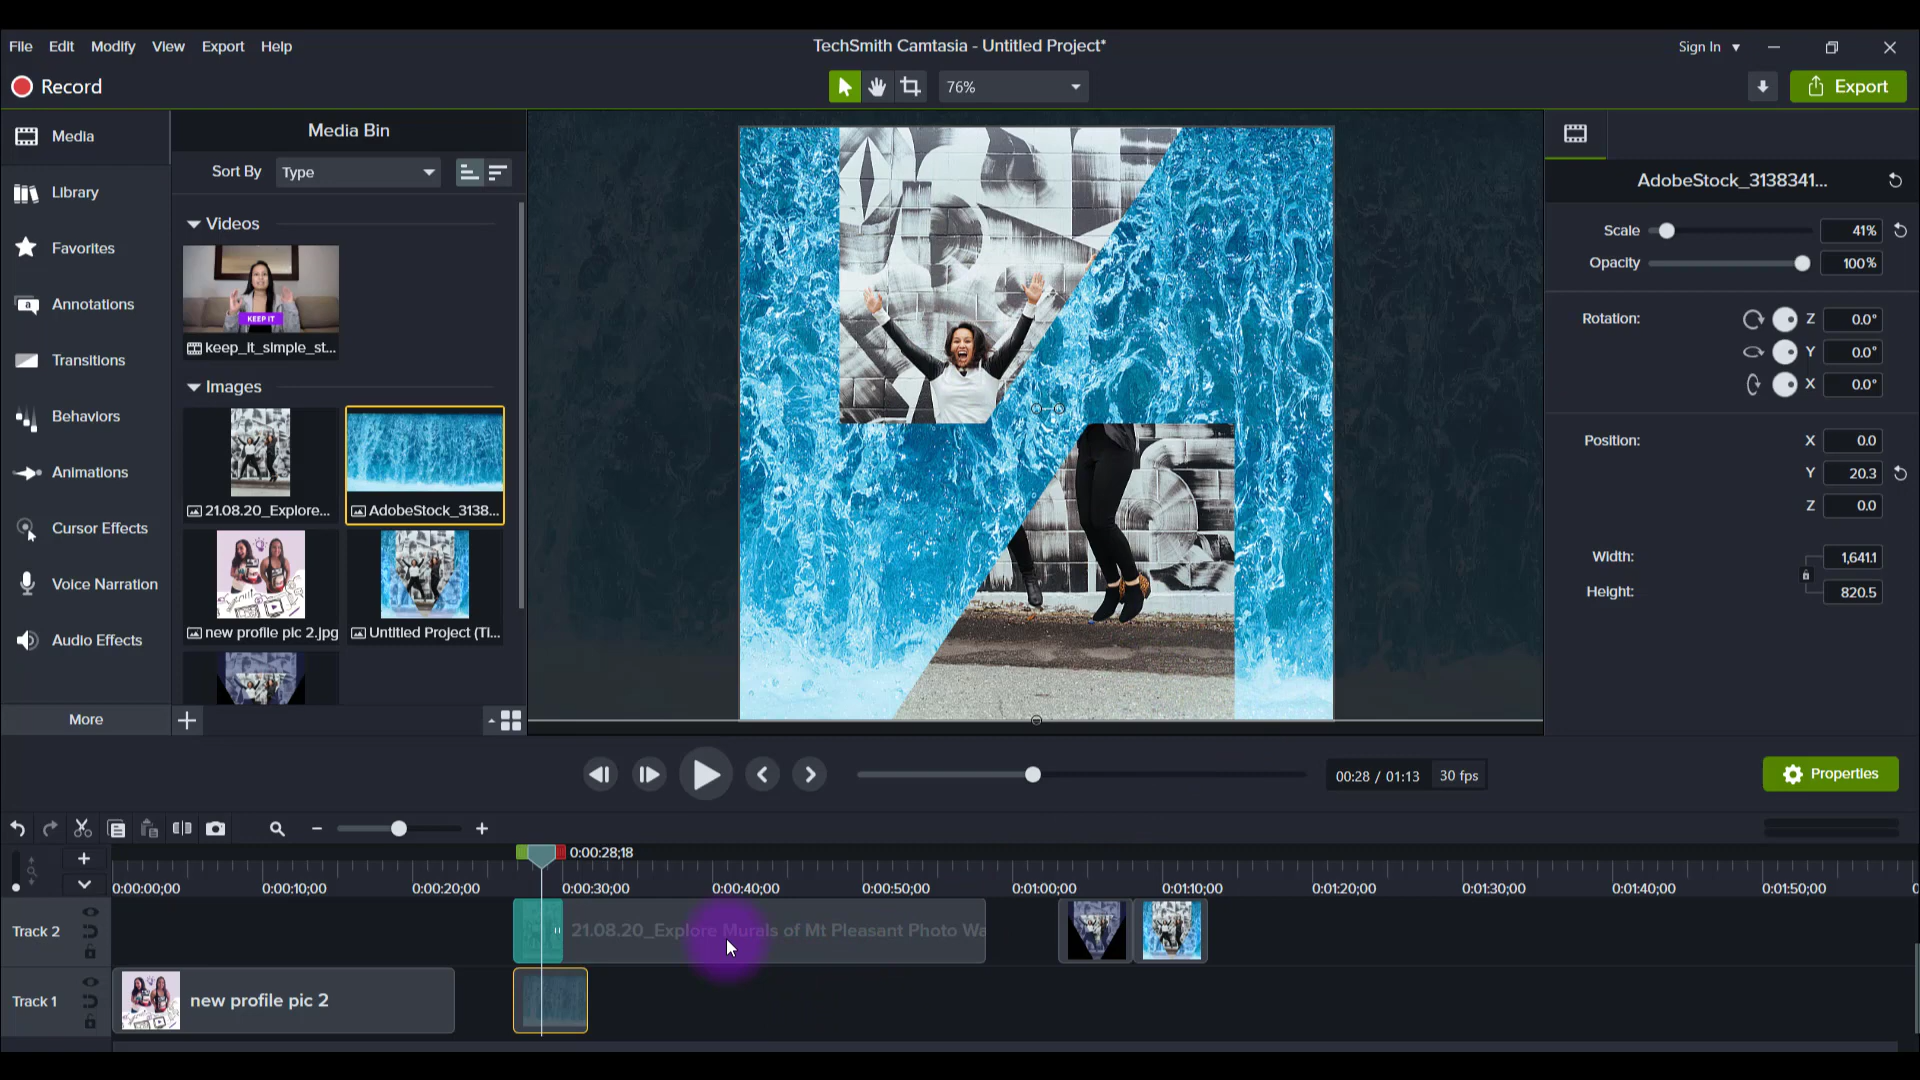 File Edit Modify View Export Help
TechSmith Camtasia - Untitled Project*
Sign In
Record
76%
Export
Media
Library
Favorites
Annotations
Transitions
Behaviors
Animations
Cursor Effects
Voice Narration
Audio Effects
More
Media Bin
Sort By Type
Videos
KEEP IT
keep_it_simple_st...
Images
21.08.20_Explore...
AdobeStock_3138...
new profile pic 2.jpg
Untitled Project (Ti...
AdobeStock_3138341...
Scale 41%
Opacity 100%
Rotation: Z 0.0°
Y 0.0°
X 0.0°
Position: X 0.0
Y 20.3
Z 0.0
Width: 1,641.1
Height: 820.5
00:28 / 01:13 30 fps
Properties
0:00:28;18
0:00:00;00 0:00:10;00 0:00:20;00 0:00:30;00 0:00:40;00 0:00:50;00 0:01:00;00 0:01:10;00 0:01:20;00 0:01:30;00 0:01:40;00 0:01:50;00
Track 2
21.08.20_Explore Murals of Mt Pleasant Photo Wa
Track 1
new profile pic 2